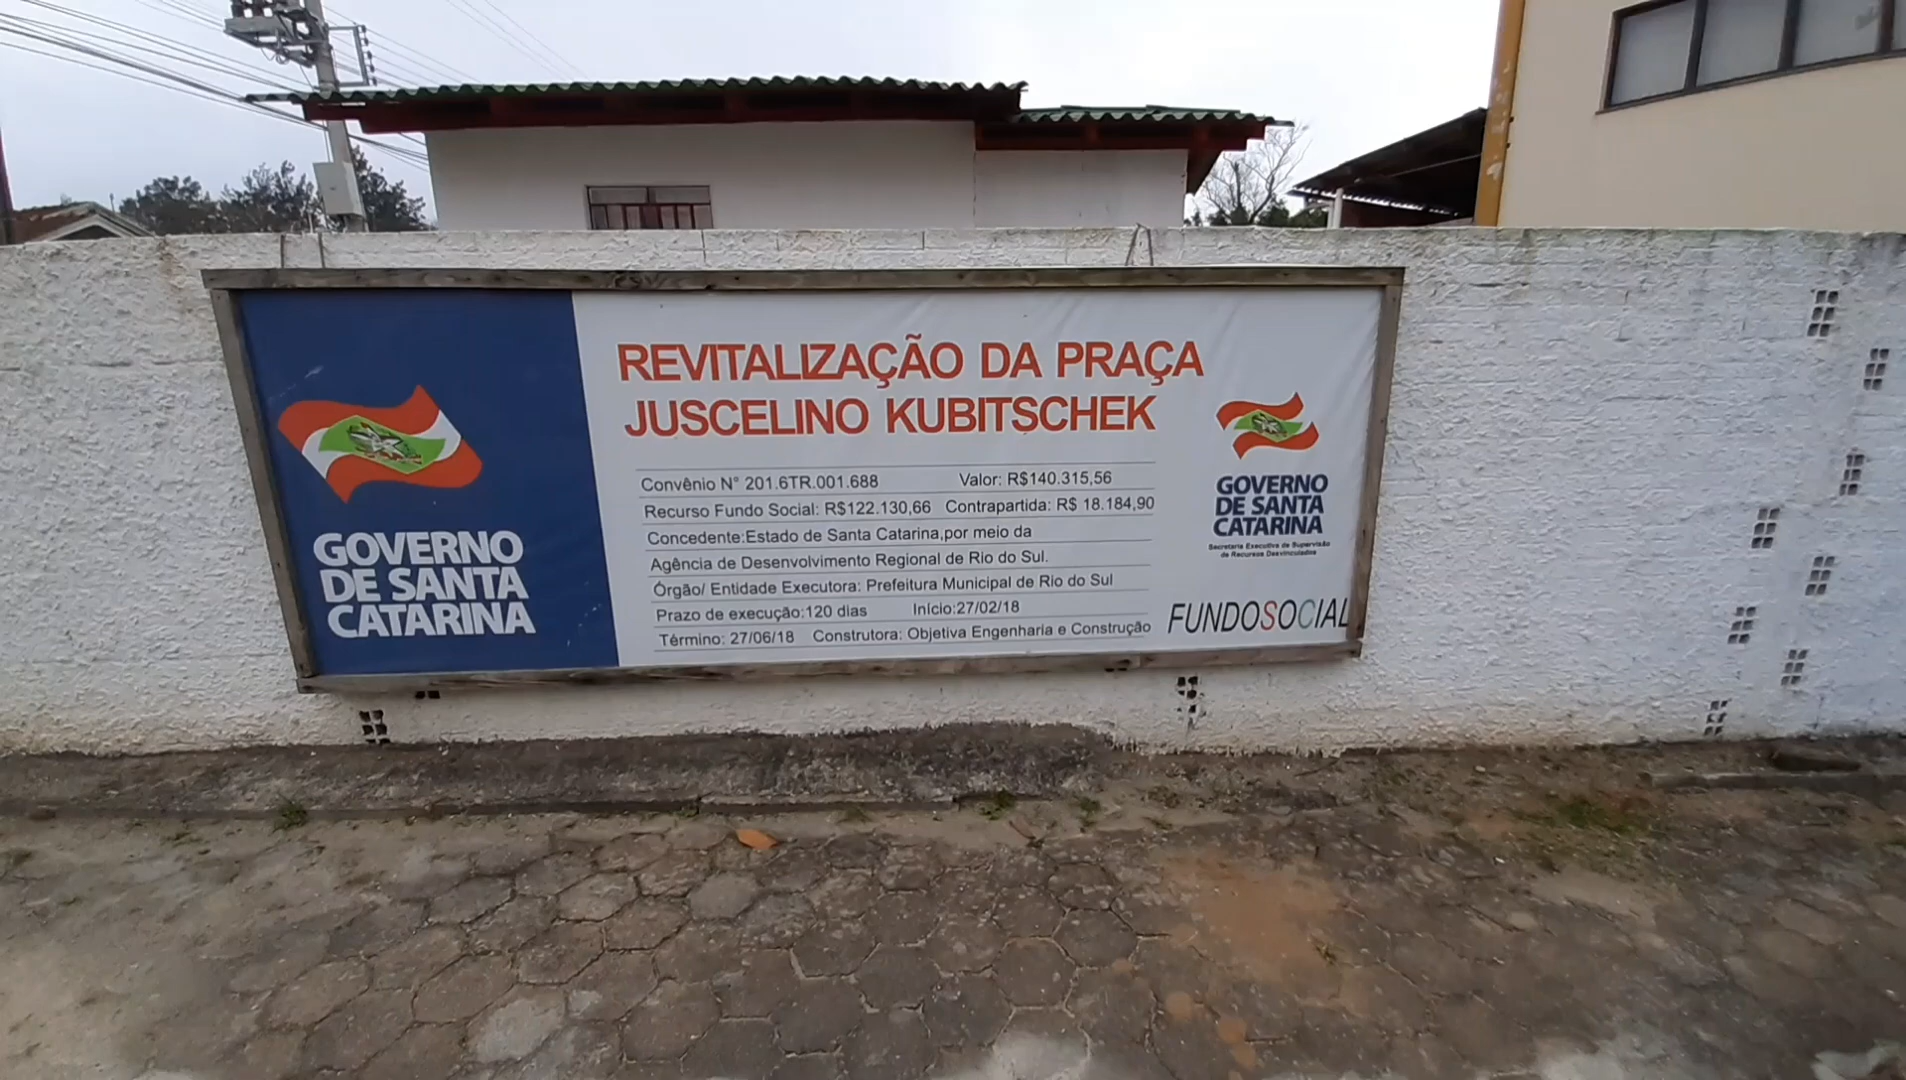 GOVERNO
DE SANTA
CATARINA
REVITALIZAÇÃO DA PRAÇA
JUSCELINO KUBITSCHEK
Convênio N° 201.6TR.001.688 Valor: R$140.315,56
Recurso Fundo Social: R$122.130,66 Contrapartida: R$ 18.184,90
Concedente:Estado de Santa Catarina,por meio da
Agência de Desenvolvimento Regional de Rio do Sul.
Órgão/ Entidade Executora: Prefeitura Municipal de Rio do Sul
Prazo de execução:120 dias Início:27/02/18
Término: 27/06/18 Construtora: Objetiva Engenharia e Construção
GOVERNO
DE SANTA
CATARINA
Secretaria Executiva de Supervisão
de Recursos Desvinculados
FUNDOSOCIAL